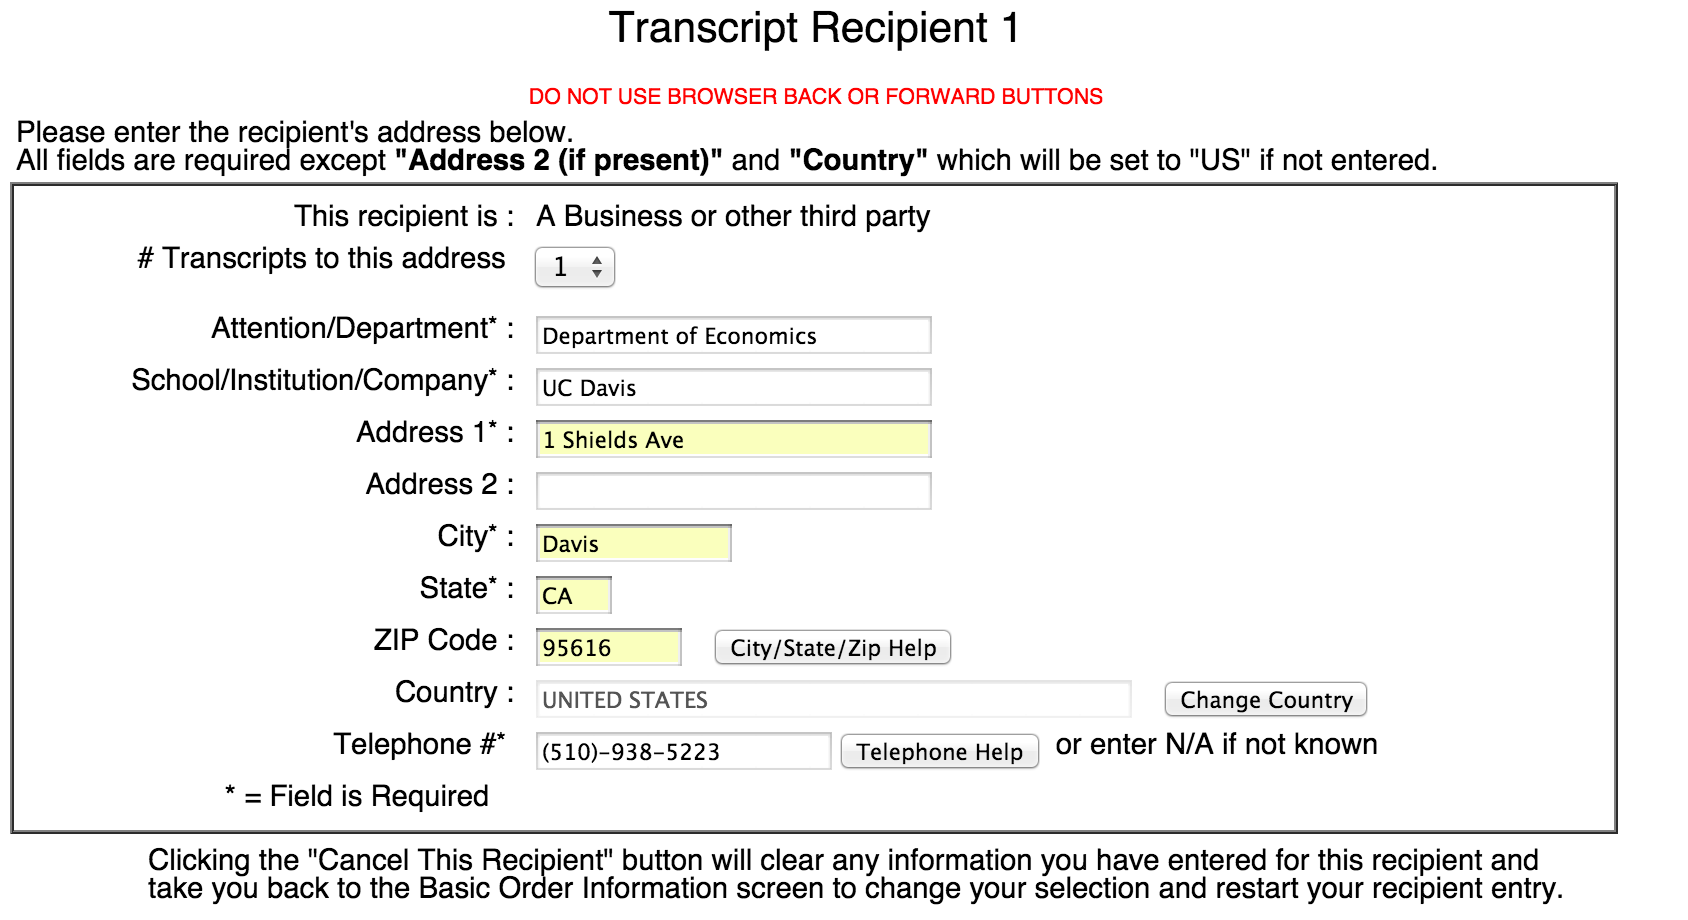 Transcript Recipient 1
DO NOT USE BROWSER BACK OR FORWARD BUTTONS
Please enter the recipient's address below.
All fields are required except "Address 2 (if present)" and "Country" which will be set to "US" if not entered.
This recipient is : A Business or other third party
# Transcripts to this address 1
Attention/Department* : Department of Economics
School/Institution/Company* : UC Davis
Address 1* : 1 Shields Ave
Address 2 :
City* : Davis
State* : CA
ZIP Code : 95616 City/State/Zip Help
Country : UNITED STATES Change Country
Telephone #* (510)-938-5223 Telephone Help or enter N/A if not known
* = Field is Required
Clicking the "Cancel This Recipient" button will clear any information you have entered for this recipient and
take you back to the Basic Order Information screen to change your selection and restart your recipient entry.